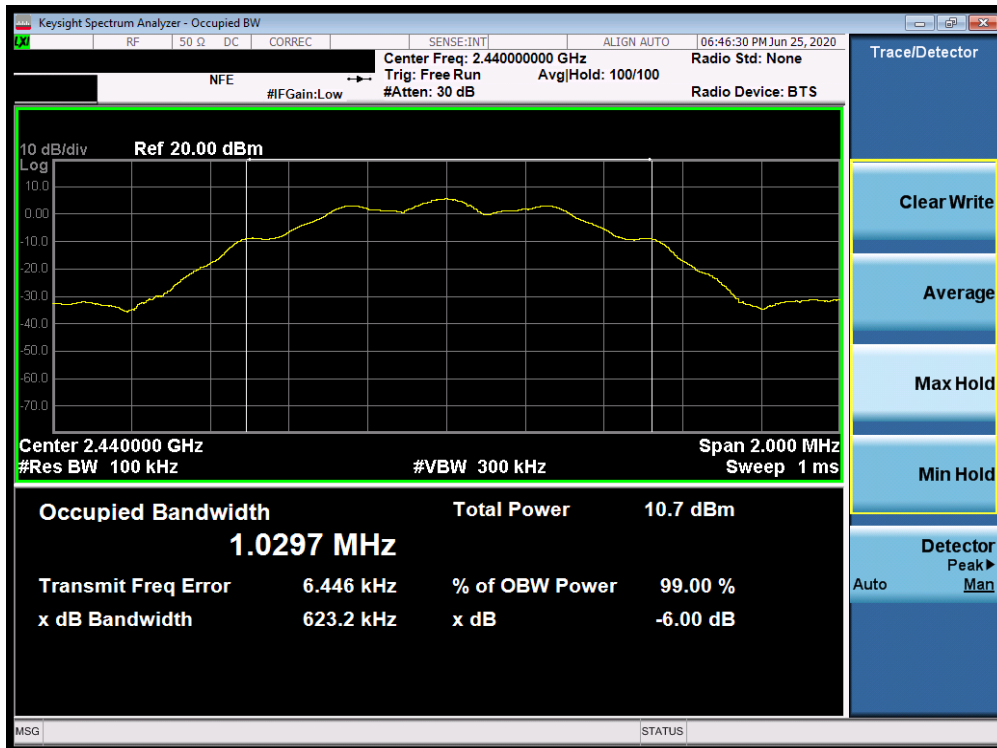 Keysight Spectrum Analyzer - Occupied BW
LXI RF 50 Ω DC CORREC SENSE:INT ALIGN AUTO 06:46:30 PM Jun 25, 2020
Center Freq: 2.440000000 GHz Radio Std: None
NFE Trig: Free Run Avg|Hold: 100/100
#IFGain:Low #Atten: 30 dB Radio Device: BTS
10 dB/div Ref 20.00 dBm
Log
10.0
0.00
-10.0
-20.0
-30.0
-40.0
-50.0
-60.0
-70.0
Center 2.440000 GHz Span 2.000 MHz
#Res BW 100 kHz #VBW 300 kHz Sweep 1 ms
Occupied Bandwidth Total Power 10.7 dBm
1.0297 MHz
Transmit Freq Error 6.446 kHz % of OBW Power 99.00 %
x dB Bandwidth 623.2 kHz x dB -6.00 dB
MSG STATUS
Trace/Detector
Clear Write
Average
Max Hold
Min Hold
Detector
Peak▶
Auto Man